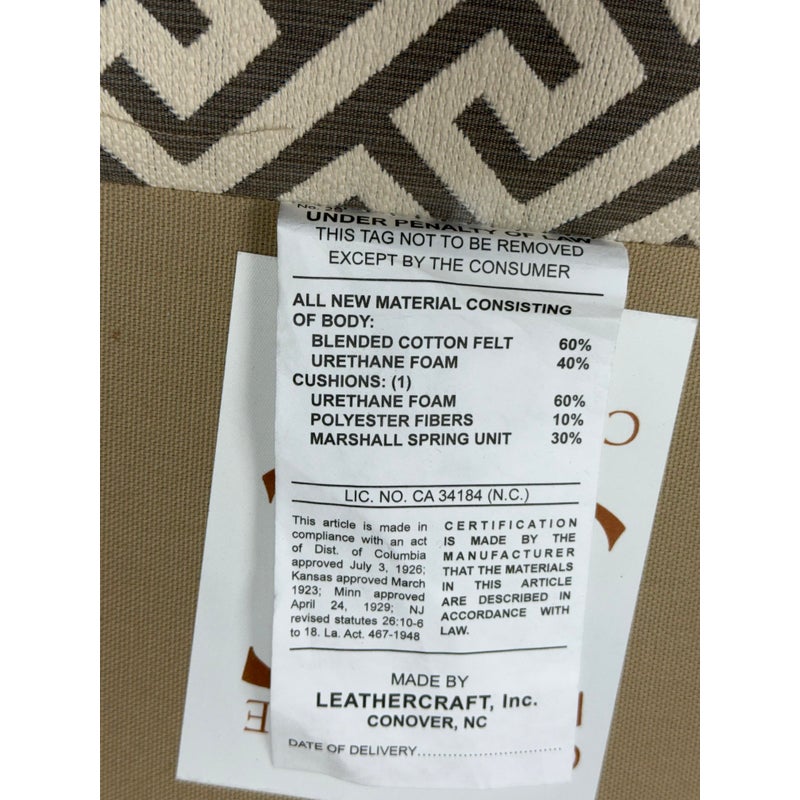 UNDER PENALTY OF LAW
THIS TAG NOT TO BE REMOVED
EXCEPT BY THE CONSUMER
ALL NEW MATERIAL CONSISTING
OF BODY:
BLENDED COTTON FELT 60%
URETHANE FOAM 40%
CUSHIONS: (1)
URETHANE FOAM 60%
POLYESTER FIBERS 10%
MARSHALL SPRING UNIT 30%
LIC. NO. CA 34184 (N.C.)
This article is made in
compliance with an act
of Dist. of Columbia
approved July 3, 1926;
Kansas approved March
1923; Minn approved
April 24, 1929; NJ
revised statutes 26:10-6
to 18. La. Act. 467-1948
CERTIFICATION
IS MADE BY THE
MANUFACTURER
THAT THE MATERIALS
IN THIS ARTICLE
ARE DESCRIBED IN
ACCORDANCE WITH
LAW.
MADE BY
LEATHERCRAFT, Inc.
CONOVER, NC
DATE OF DELIVERY................................